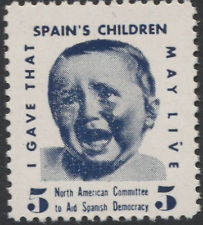 SPAIN'S CHILDREN
I GAVE THAT
MAY LIVE
5
North American Committee
to Aid Spanish Democracy
5